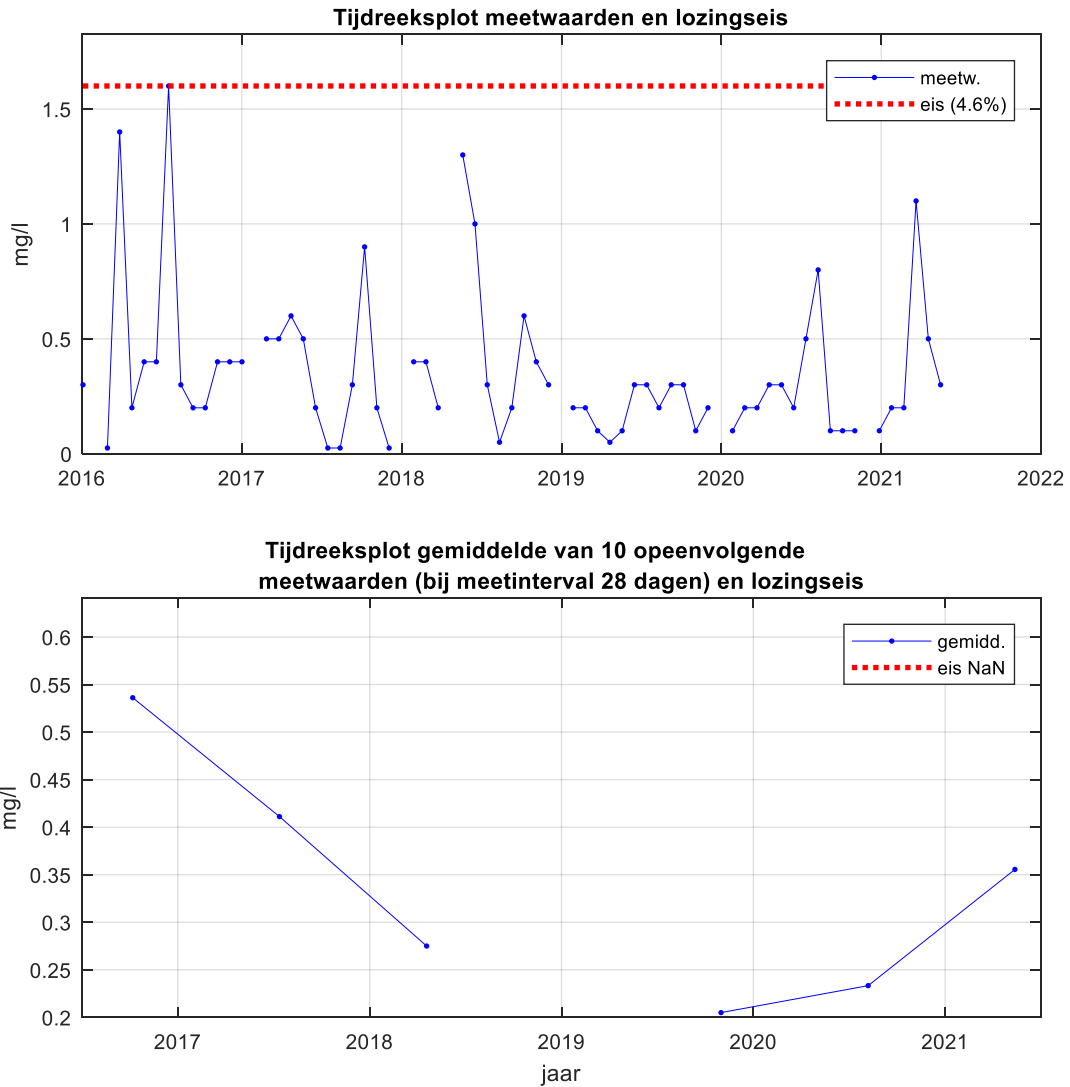 Tijdreeksplot meetwaarden en lozingseis
meetw.
eis (4.6%)
mg/l
1.5
1
0.5
0
2016 2017 2018 2019 2020 2021 2022
Tijdreeksplot gemiddelde van 10 opeenvolgende
meetwaarden (bij meetinterval 28 dagen) en lozingseis
gemidd.
eis NaN
mg/l
0.6
0.55
0.5
0.45
0.4
0.35
0.3
0.25
0.2
2017 2018 2019 2020 2021
jaar